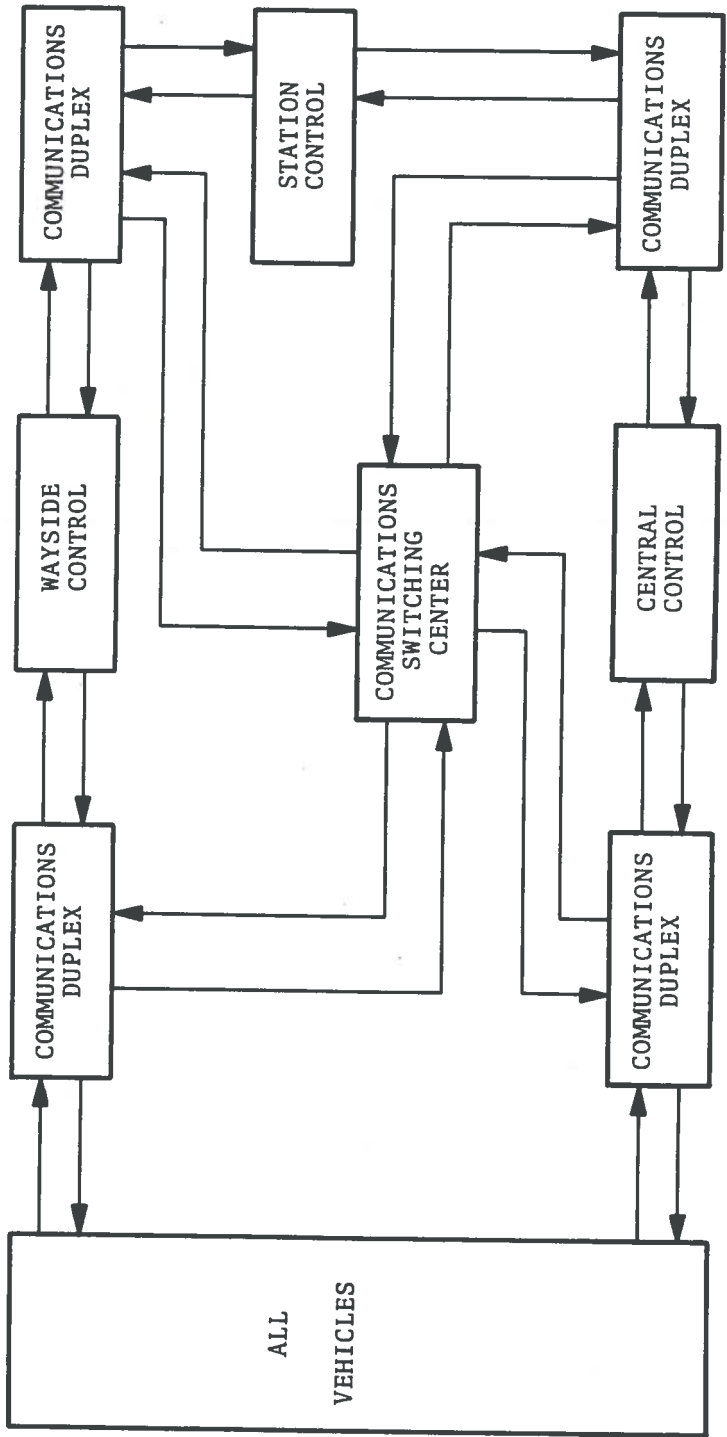 ALL
VEHICLES
COMMUNICATIONS
DUPLEX
COMMUNICATIONS
DUPLEX
WAYSIDE
CONTROL
COMMUNICATIONS
SWITCHING
CENTER
CENTRAL
CONTROL
COMMUNICATIONS
DUPLEX
STATION
CONTROL
COMMUNICATIONS
DUPLEX